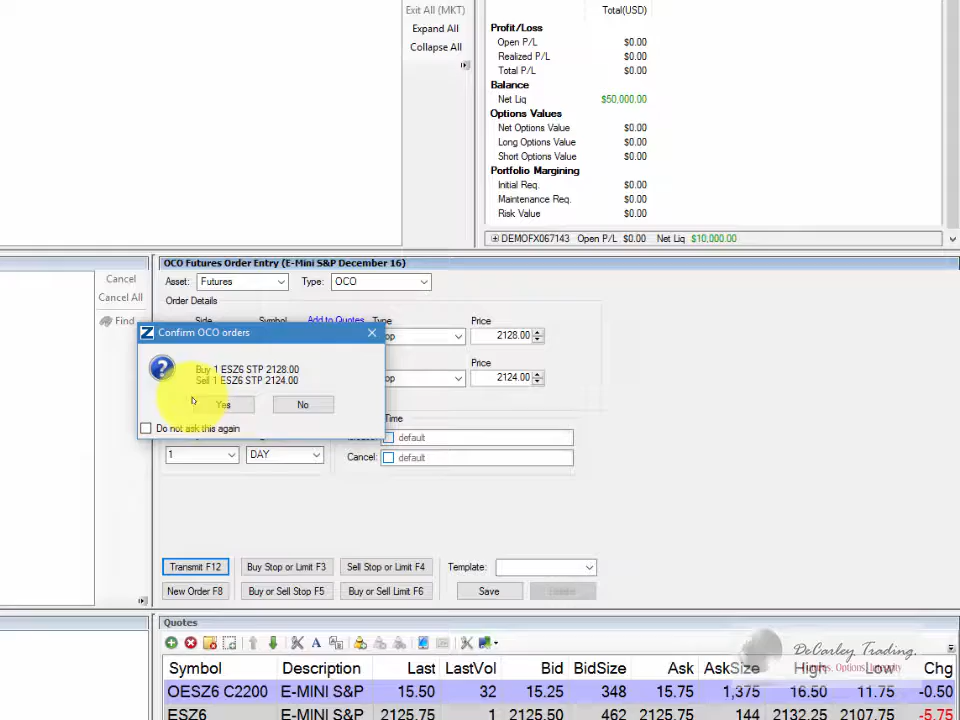 Exit All (MKT)
Expand All
Collapse All
Total(USD)
Profit/Loss
Open P/L $0.00
Realized P/L $0.00
Total P/L $0.00
Balance
Net Liq $50,000.00
Options Values
Net Options Value $0.00
Long Options Value $0.00
Short Options Value $0.00
Portfolio Margining
Initial Req. $0.00
Maintenance Req. $0.00
Risk Value $0.00
DEMOFX067143 Open P/L $0.00 Net Liq $10,000.00
Cancel
Cancel All
Find
OCO Futures Order Entry (E-Mini S&P December 16)
Asset: Futures Type: OCO
Order Details
Side Symbol Add to Quotes Type Price
op 2128.00
Price
op 2124.00
Confirm OCO orders
Buy 1 ESZ6 STP 2128.00
Sell 1 ESZ6 STP 2124.00
Yes No
Do not ask this again
Time
default
1 DAY Cancel: default
Transmit F12 Buy Stop or Limit F3 Sell Stop or Limit F4 Template:
New Order F8 Buy or Sell Stop F5 Buy or Sell Limit F6 Save
Quotes
DeCarley Trading.
Symbol Description Last LastVol Bid BidSize Ask AskSize High Low Chg
OESZ6 C2200 E-MINI S&P 15.50 32 15.25 348 15.75 1,375 16.50 11.75 -0.50
ESZ6 E-MINI S&P 2125.75 1 2125.50 462 2125.75 144 2132.25 2107.75 -5.75